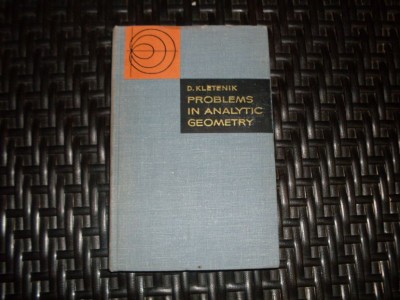 D. KLETENIK
PROBLEMS
IN ANALYTIC
GEOMETRY